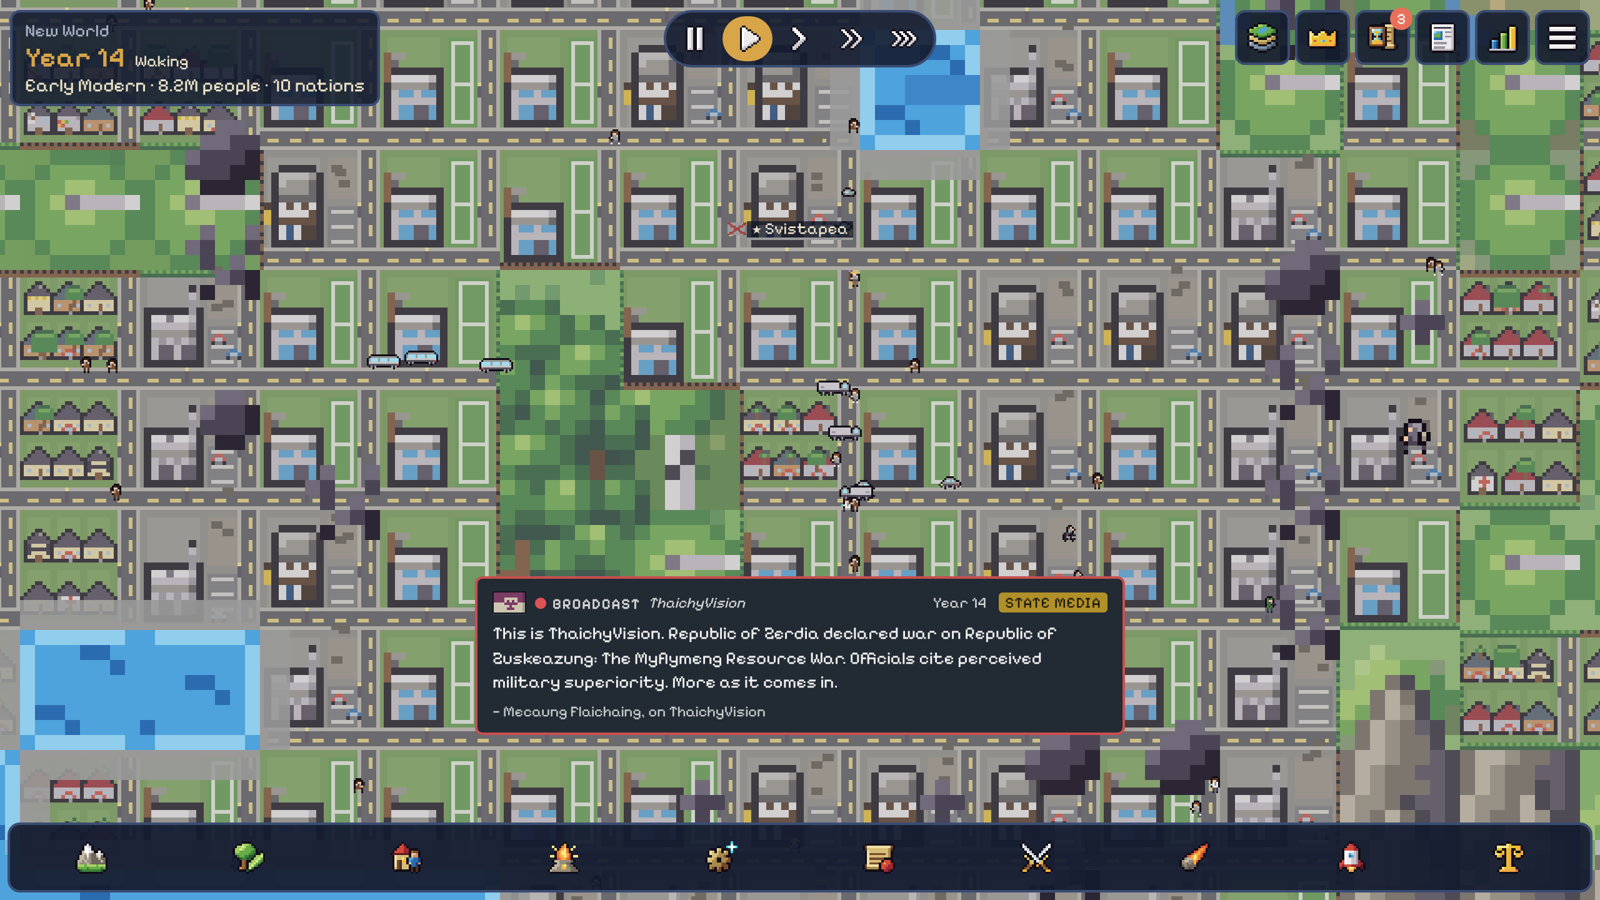 New World
Year 14 Waking
Early Modern · 8.2M people · 10 nations
3
★ Svistapea
BROADCAST ThaichyVision Year 14 STATE MEDIA
This is ThaichyVision. Republic of Zerdia declared war on Republic of
Zuskeazung: The MyAymeng Resource War. Officials cite perceived
military superiority. More as it comes in.
– Mecaung Flaichaing, on ThaichyVision